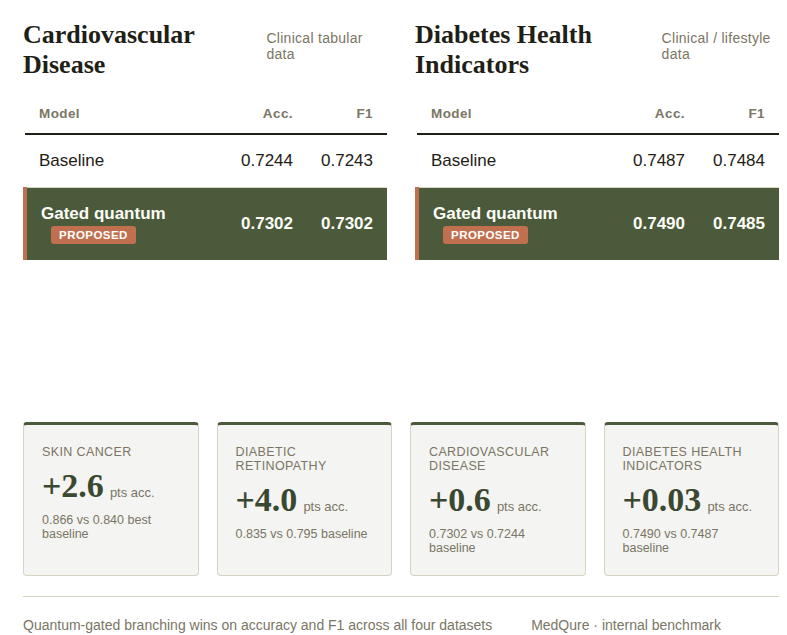 Cardiovascular
Disease
Clinical tabular
data
Model Acc. F1
Baseline 0.7244 0.7243
Gated quantum
PROPOSED
0.7302 0.7302
Diabetes Health
Indicators
Clinical / lifestyle
data
Model Acc. F1
Baseline 0.7487 0.7484
Gated quantum
PROPOSED
0.7490 0.7485
SKIN CANCER
+2.6 pts acc.
0.866 vs 0.840 best
baseline
DIABETIC
RETINOPATHY
+4.0 pts acc.
0.835 vs 0.795 baseline
CARDIOVASCULAR
DISEASE
+0.6 pts acc.
0.7302 vs 0.7244
baseline
DIABETES HEALTH
INDICATORS
+0.03 pts acc.
0.7490 vs 0.7487
baseline
Quantum-gated branching wins on accuracy and F1 across all four datasets
MedQure · internal benchmark